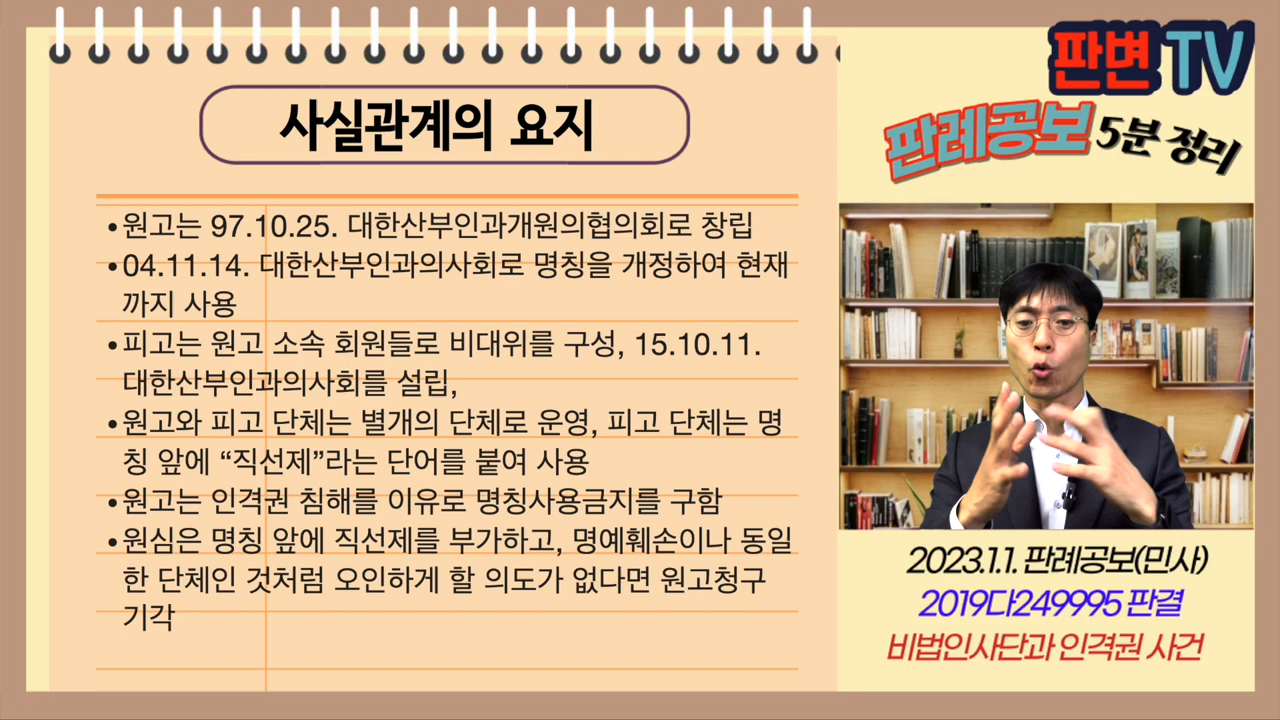 사실관계의 요지
•원고는 97.10.25. 대한산부인과개원의협의회로 창립
•04.11.14. 대한산부인과의사회로 명칭을 개정하여 현재
까지 사용
•피고는 원고 소속 회원들로 비대위를 구성, 15.10.11.
대한산부인과의사회를 설립,
•원고와 피고 단체는 별개의 단체로 운영, 피고 단체는 명
칭 앞에 “직선제”라는 단어를 붙여 사용
•원고는 인격권 침해를 이유로 명칭사용금지를 구함
•원심은 명칭 앞에 직선제를 부가하고, 명예훼손이나 동일
한 단체인 것처럼 오인하게 할 의도가 없다면 원고청구
기각
판변 TV
판례공보 5분 정리
2023.1.1. 판례공보(민사)
2019다249995 판결
비법인사단과 인격권 사건